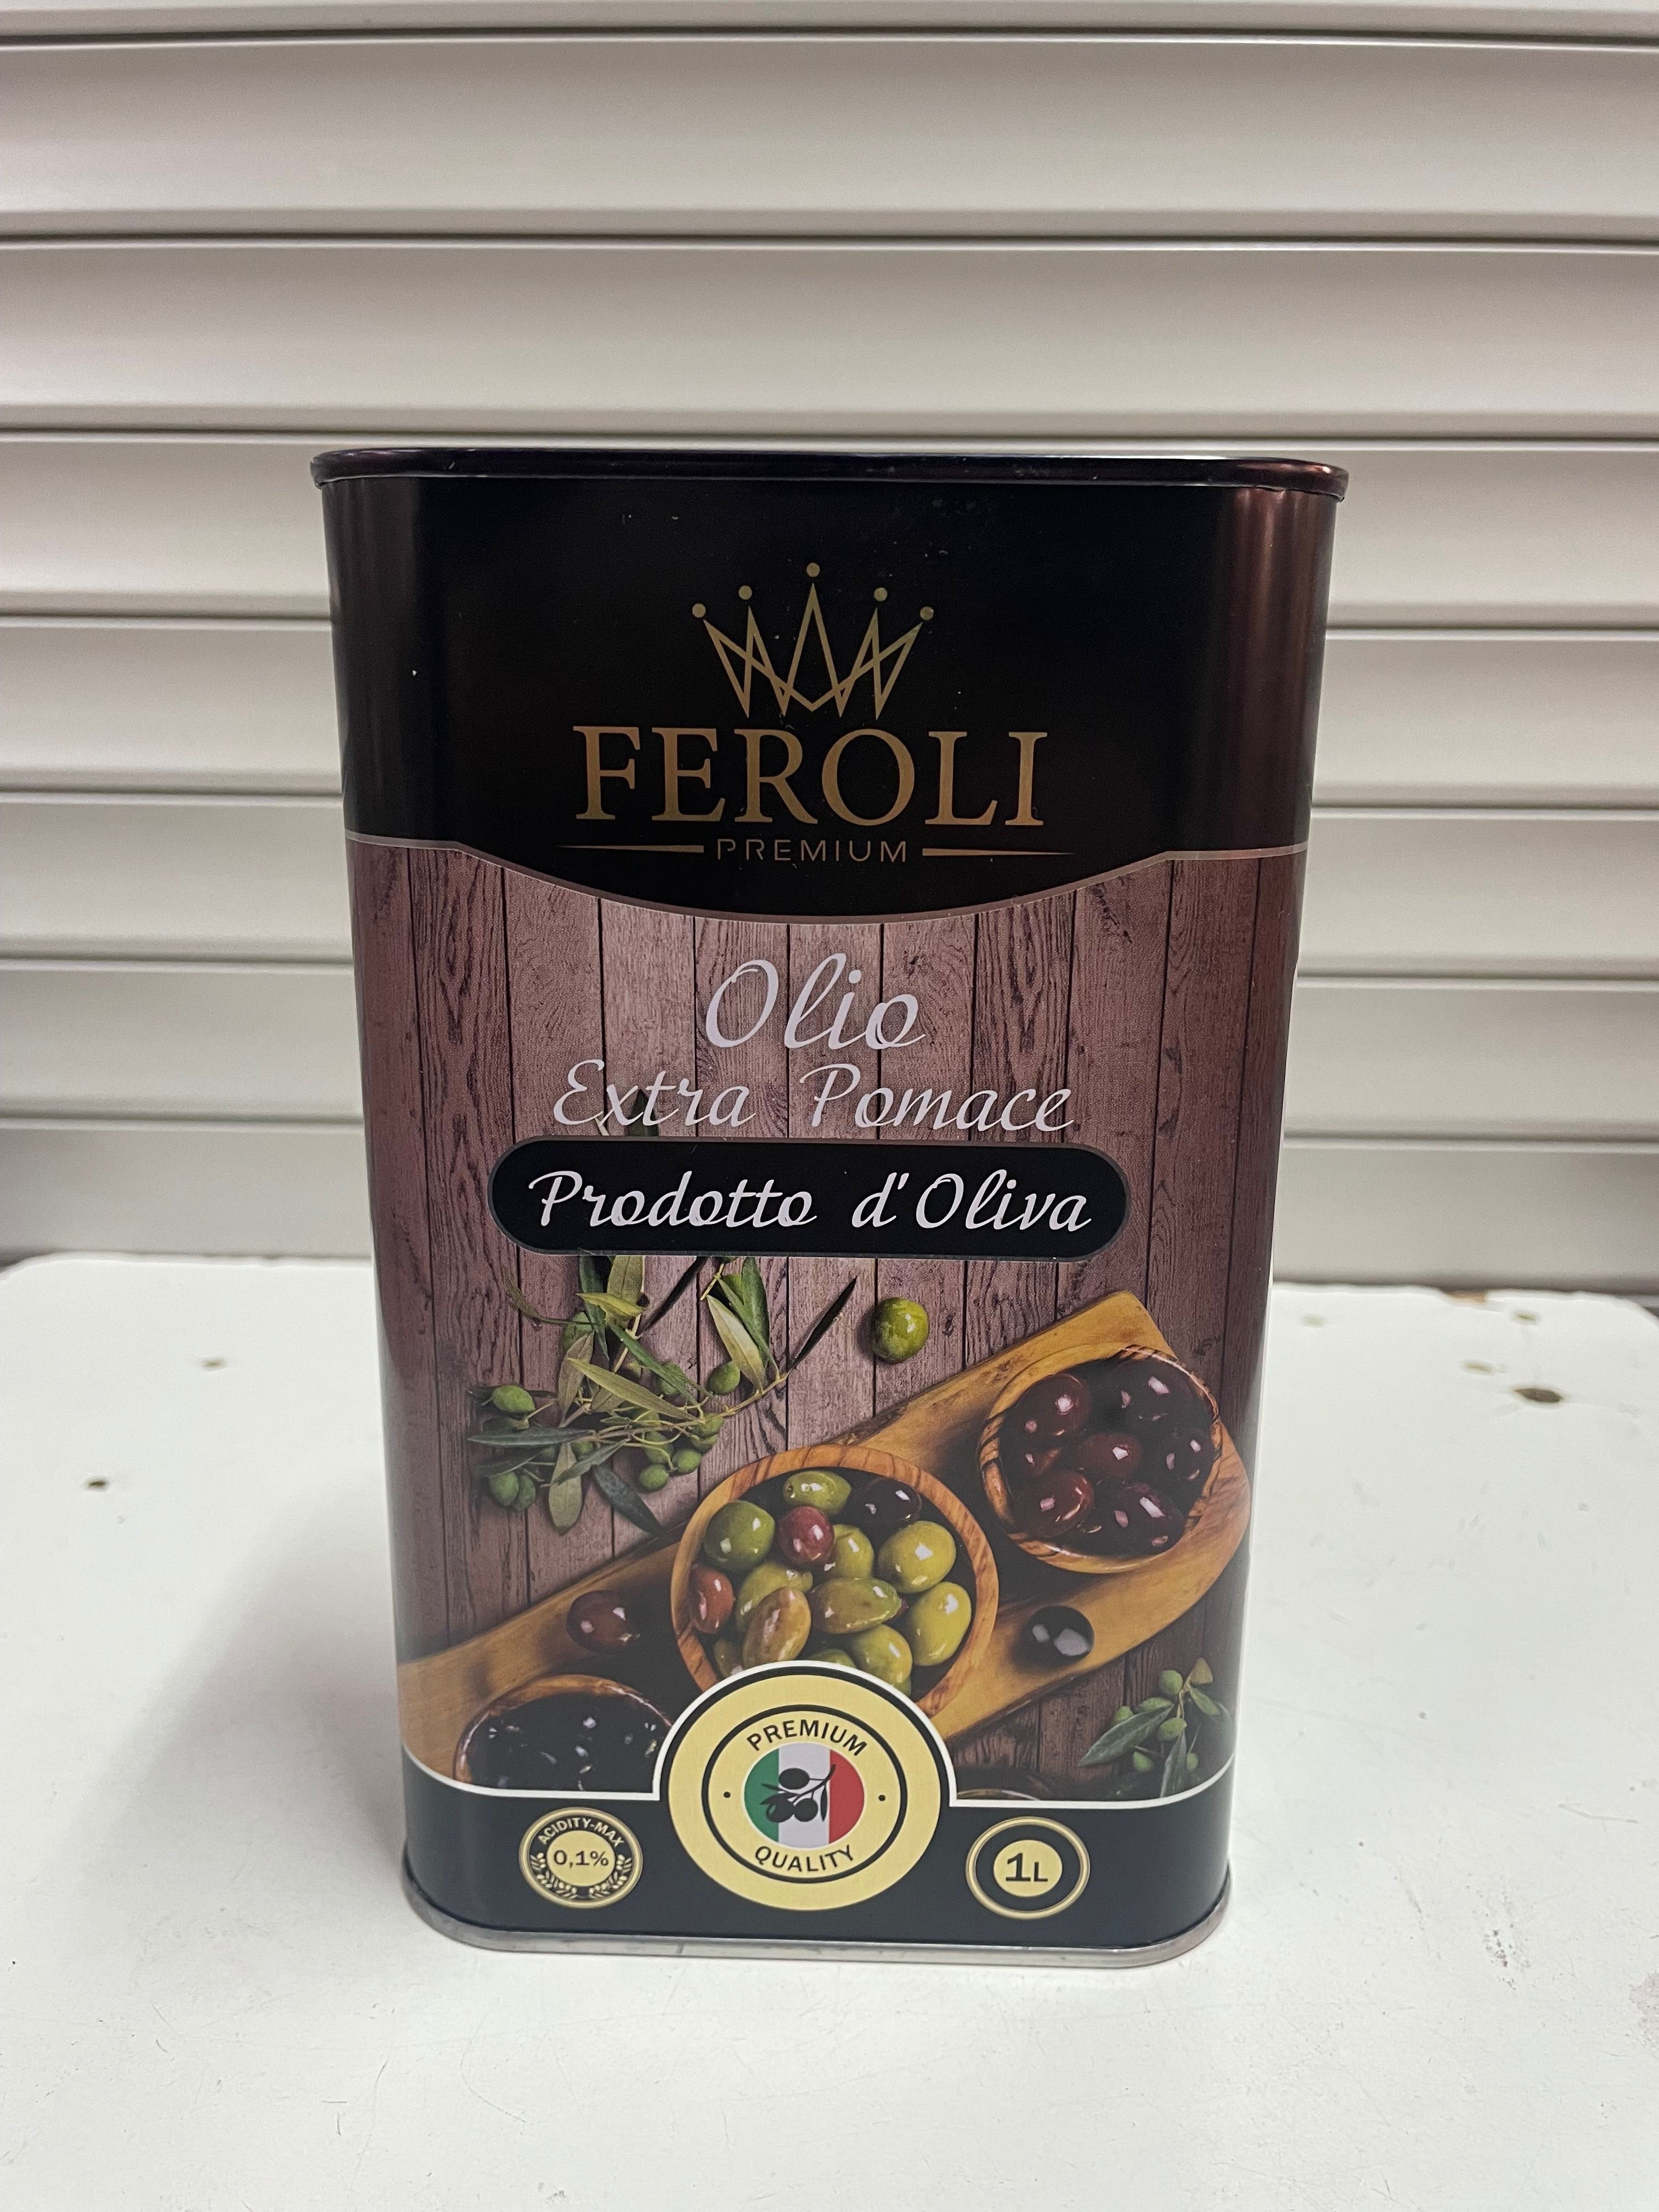 FEROLI
PREMIUM
Olio
Extra Pomace
Prodotto d'Oliva
PREMIUM
QUALITY
ACIDITY-MAX
0,1%
1L